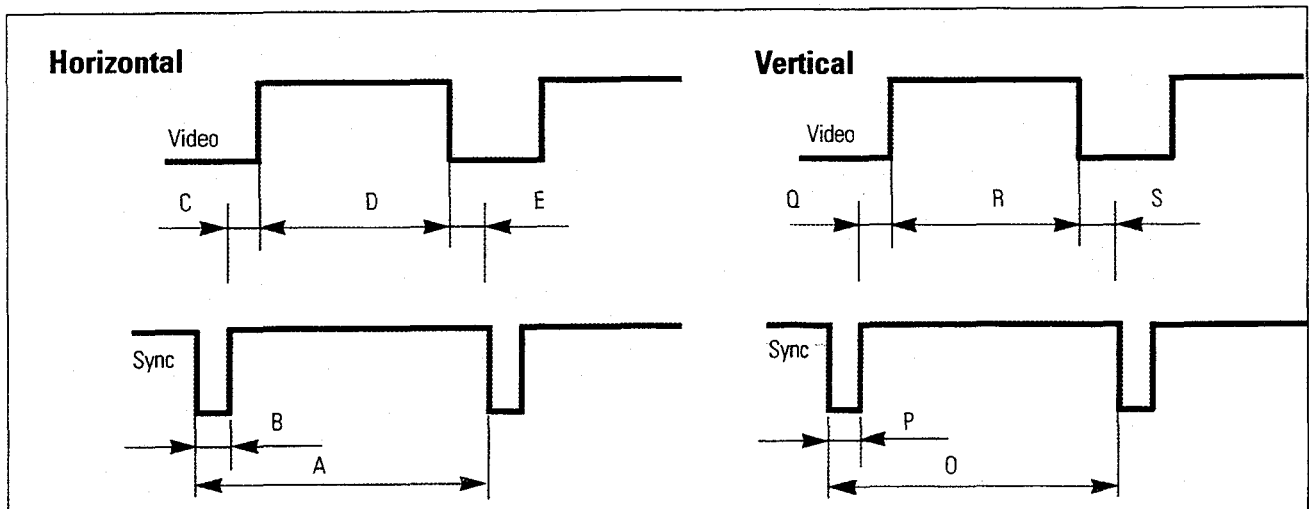 Horizontal
Video
C D E
Sync
B
A
Vertical
Video
Q R S
Sync
P
O